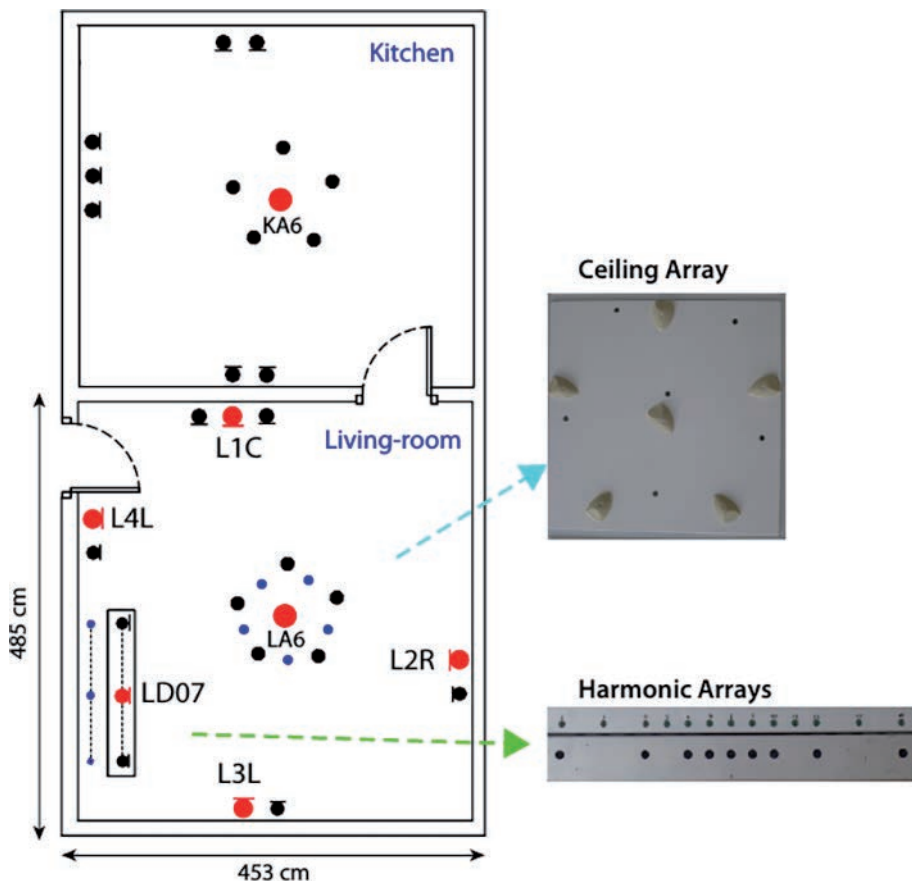 Kitchen
KA6
Ceiling Array
L1C
Living-room
L4L
LA6
L2R
LD07
485 cm
Harmonic Arrays
L3L
453 cm